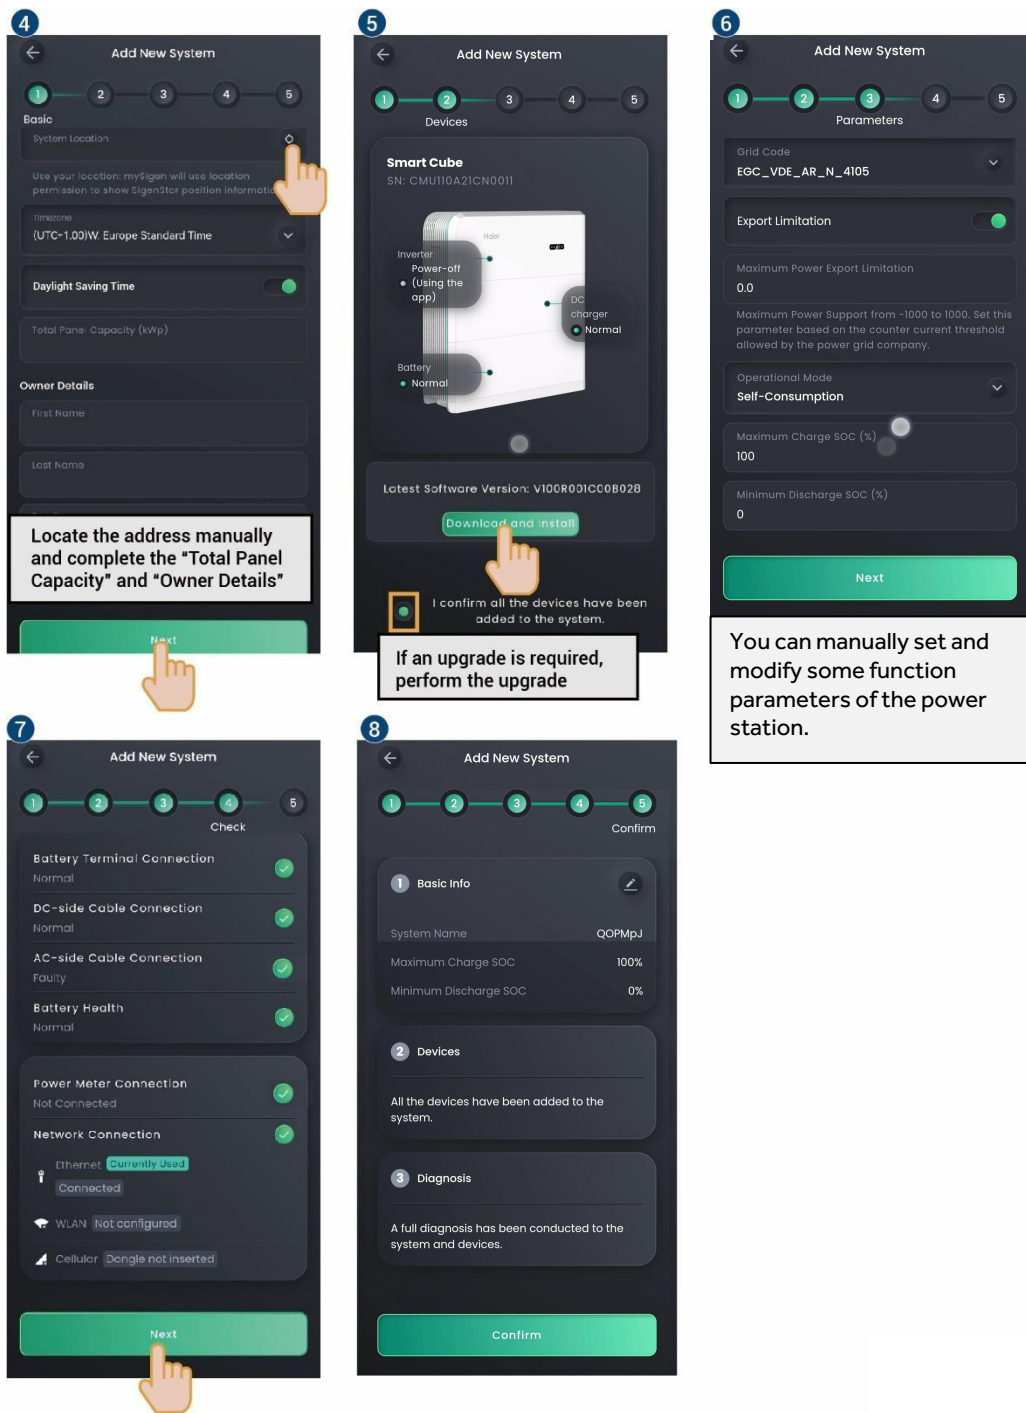 4
Add New System
1 2 3 4 5
Basic
System Location
Use your location: mySigen will use location
permission to show SigenStor position informatio
Timezone
(UTC+1.00)W. Europe Standard Time
Daylight Saving Time
Total Panel Capacity (kWp)
Owner Details
First Name
Last Name
Locate the address manually
and complete the “Total Panel
Capacity” and “Owner Details”
Next
5
Add New System
1 2 3 4 5
Devices
Smart Cube
SN: CMU110A21CN0011
Haier
Inverter
Power-off
(Using the
app)
DC
charger
Normal
Battery
Normal
Latest Software Version: V100R001C00B028
Download and Install
I confirm all the devices have been
added to the system.
If an upgrade is required,
perform the upgrade
6
Add New System
1 2 3 4 5
Parameters
Grid Code
EGC_VDE_AR_N_4105
Export Limitation
Maximum Power Export Limitation
0.0
Maximum Power Support from -1000 to 1000. Set this
parameter based on the counter current threshold
allowed by the power grid company.
Operational Mode
Self-Consumption
Maximum Charge SOC (%)
100
Minimum Discharge SOC (%)
0
Next
You can manually set and
modify some function
parameters of the power
station.
7
Add New System
1 2 3 4 5
Check
Battery Terminal Connection
Normal
DC-side Cable Connection
Normal
AC-side Cable Connection
Faulty
Battery Health
Normal
Power Meter Connection
Not Connected
Network Connection
Ethernet Currently Used
Connected
WLAN Not configured
Cellular Dongle not inserted
Next
8
Add New System
1 2 3 4 5
Confirm
1 Basic Info
System Name QOPMpJ
Maximum Charge SOC 100%
Minimum Discharge SOC 0%
2 Devices
All the devices have been added to the
system.
3 Diagnosis
A full diagnosis has been conducted to the
system and devices.
Confirm